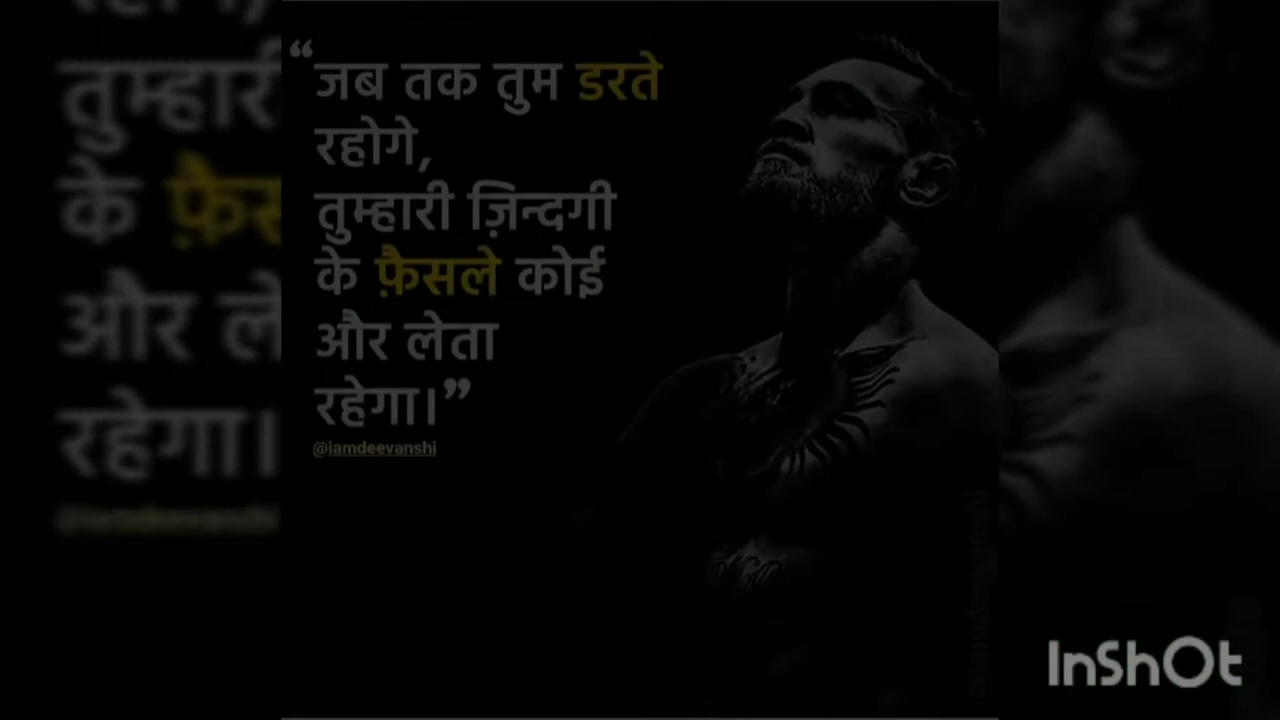 “जब तक तुम डरते
रहोगे,
तुम्हारी ज़िन्दगी
के फ़ैसले कोई
और लेता
रहेगा।”
@iamdeevanshi
InShOt